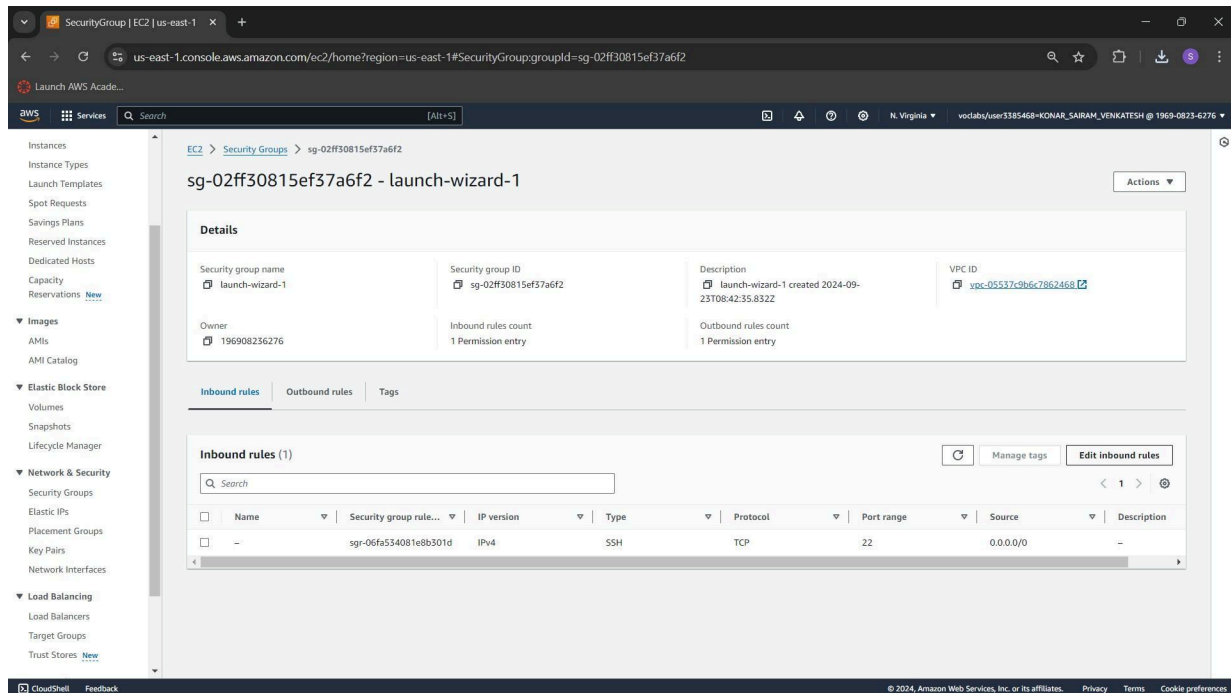 SecurityGroup | EC2 | us-east-1
us-east-1.console.aws.amazon.com/ec2/home?region=us-east-1#SecurityGroup:groupId=sg-02ff30815ef37a6f2
S
Launch AWS Acade...
aws Services Search [Alt+S] N. Virginia voclabs/user3385468=KONAR_SAIRAM_VENKATESH @ 1969-0823-6276
Instances
Instance Types
Launch Templates
Spot Requests
Savings Plans
Reserved Instances
Dedicated Hosts
Capacity
Reservations New
Images
AMIs
AMI Catalog
Elastic Block Store
Volumes
Snapshots
Lifecycle Manager
Network & Security
Security Groups
Elastic IPs
Placement Groups
Key Pairs
Network Interfaces
Load Balancing
Load Balancers
Target Groups
Trust Stores New
EC2 > Security Groups > sg-02ff30815ef37a6f2
sg-02ff30815ef37a6f2 - launch-wizard-1
Actions
Details
Security group name
launch-wizard-1
Security group ID
sg-02ff30815ef37a6f2
Description
launch-wizard-1 created 2024-09-
23T08:42:35.832Z
VPC ID
vpc-05537c9b6c7862468
Owner
196908236276
Inbound rules count
1 Permission entry
Outbound rules count
1 Permission entry
Inbound rules Outbound rules Tags
Inbound rules (1)
Manage tags Edit inbound rules
Search
1
Name Security group rule... IP version Type Protocol Port range Source Description
– sgr-06fa534081e8b301d IPv4 SSH TCP 22 0.0.0.0/0 –
CloudShell Feedback © 2024, Amazon Web Services, Inc. or its affiliates. Privacy Terms Cookie preferences